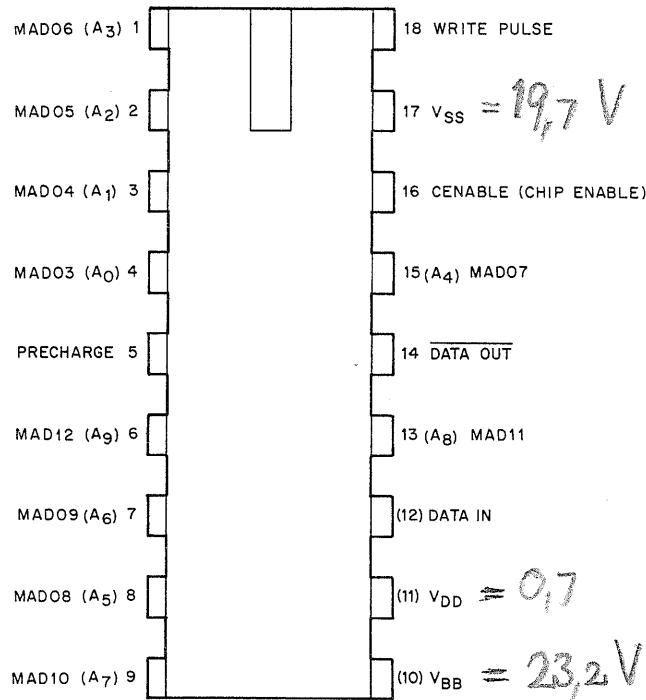 MAD06 (A3) 1
MAD05 (A2) 2
MAD04 (A1) 3
MAD03 (A0) 4
PRECHARGE 5
MAD12 (A9) 6
MAD09 (A6) 7
MAD08 (A5) 8
MAD10 (A7) 9
18 WRITE PULSE
17 VSS = 19,7 V
16 CENABLE (CHIP ENABLE)
15 (A4) MAD07
14 DATA OUT
13 (A8) MAD11
(12) DATA IN
(11) VDD = 0,7
(10) VBB = 23,2 V